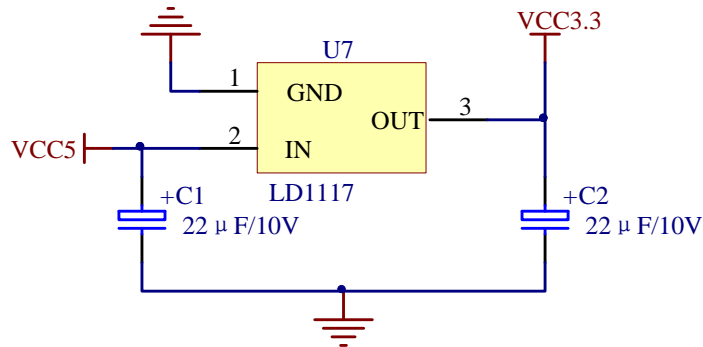 U7
VCC3.3
1
GND
OUT
3
VCC5
2
IN
LD1117
+C1
22 μF/10V
+C2
22 μF/10V